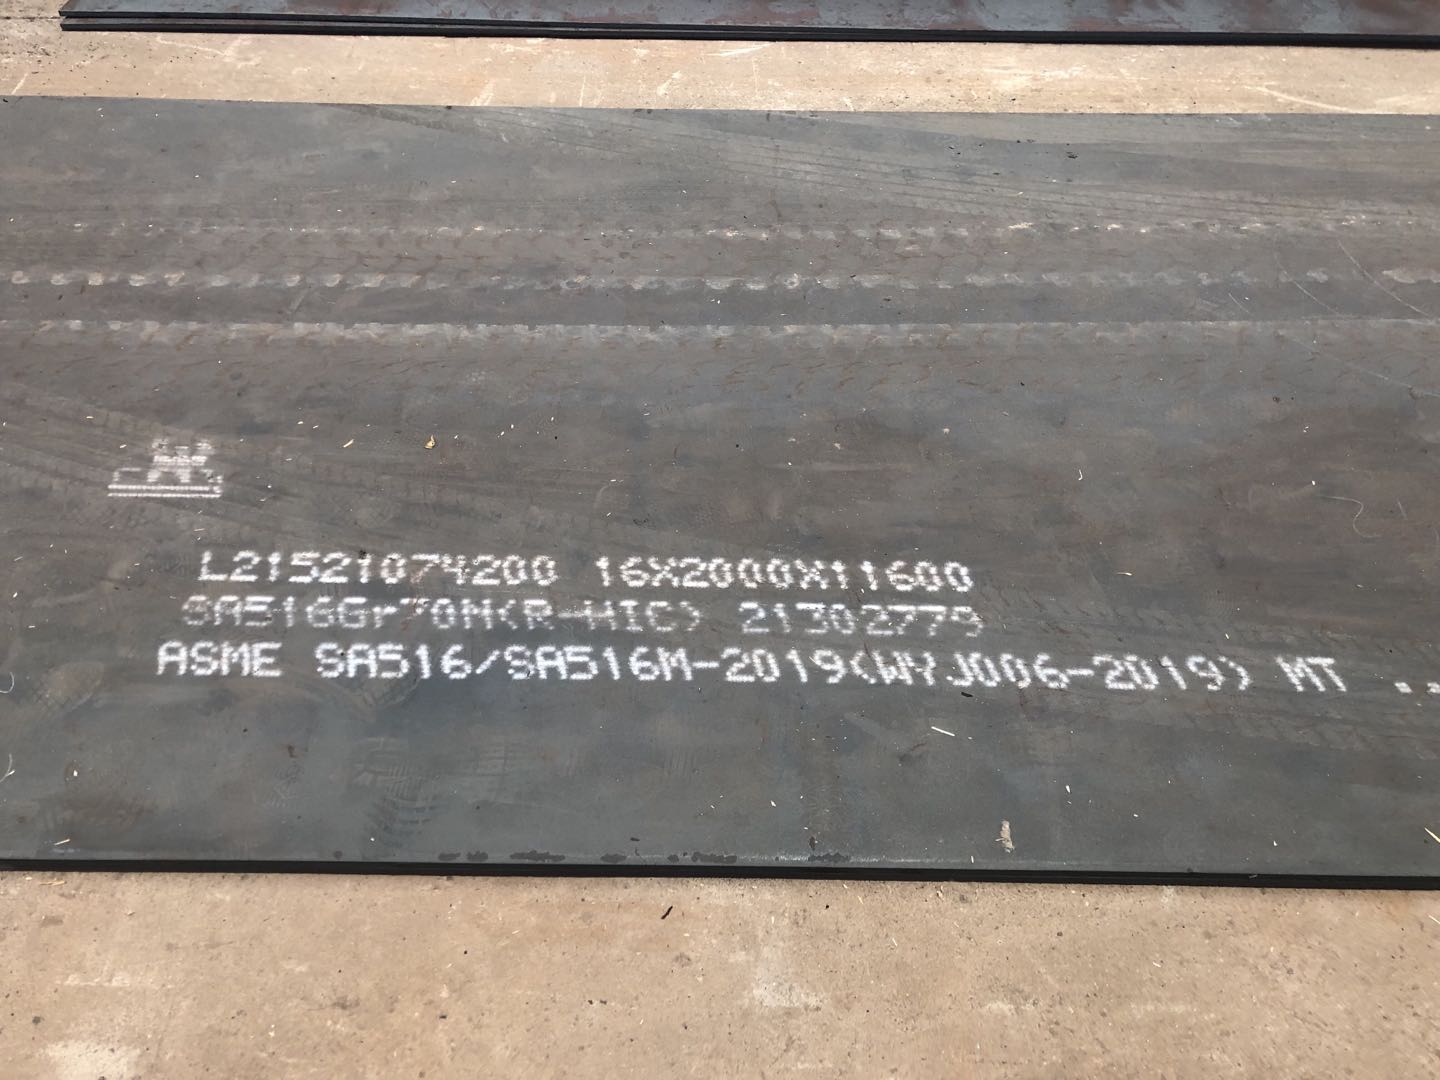 L21521074200 16X2000X11600
SA516Gr70N(R-HIC) 21302779
ASME SA516/SA516M-2019(WYJ006-2019) MT ..